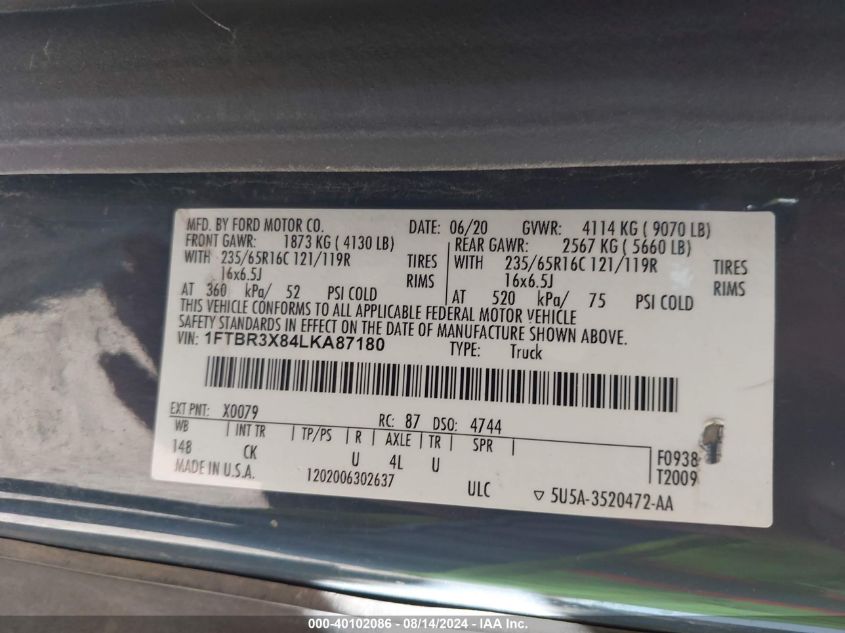 MFD. BY FORD MOTOR CO. DATE: 06/20 GVWR: 4114 KG ( 9070 LB)
FRONT GAWR: 1873 KG ( 4130 LB) REAR GAWR: 2567 KG ( 5660 LB)
WITH 235/65R16C 121/119R TIRES WITH 235/65R16C 121/119R TIRES
16x6.5J RIMS 16x6.5J RIMS
AT 360 kPa/ 52 PSI COLD AT 520 kPa/ 75 PSI COLD
THIS VEHICLE CONFORMS TO ALL APPLICABLE FEDERAL MOTOR VEHICLE
SAFETY STANDARDS IN EFFECT ON THE DATE OF MANUFACTURE SHOWN ABOVE.
VIN: 1FTBR3X84LKA87180 TYPE: Truck
EXT PNT: X0079 RC: 87 DSO: 4744
WB INT TR TP/PS R AXLE TR SPR F0938
148 CK U 4L U T2009
MADE IN U.S.A. 1202006302637 ULC ▽ 5U5A-3520472-AA
000-40102086 - 08/14/2024 - IAA Inc.